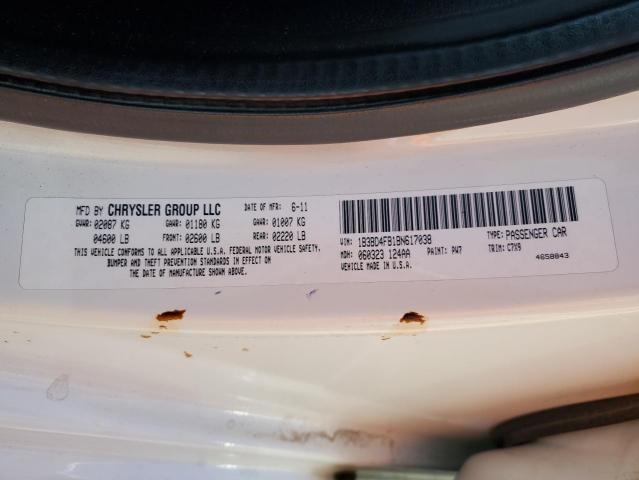 MFD BY CHRYSLER GROUP LLC DATE OF MFR: 6-11
GVWR: 02087 KG GAWR: 01180 KG GAWR: 01007 KG
04600 LB FRONT: 02600 LB REAR: 02220 LB
THIS VEHICLE CONFORMS TO ALL APPLICABLE U.S.A. FEDERAL MOTOR VEHICLE SAFETY,
BUMPER AND THEFT PREVENTION STANDARDS IN EFFECT ON
THE DATE OF MANUFACTURE SHOWN ABOVE.
VIN: 1B3BD4FB1BN617038 TYPE: PASSENGER CAR
MDH: 060323 124AA PAINT: PW7 TRIM: C7X9
VEHICLE MADE IN U.S.A. 4658843